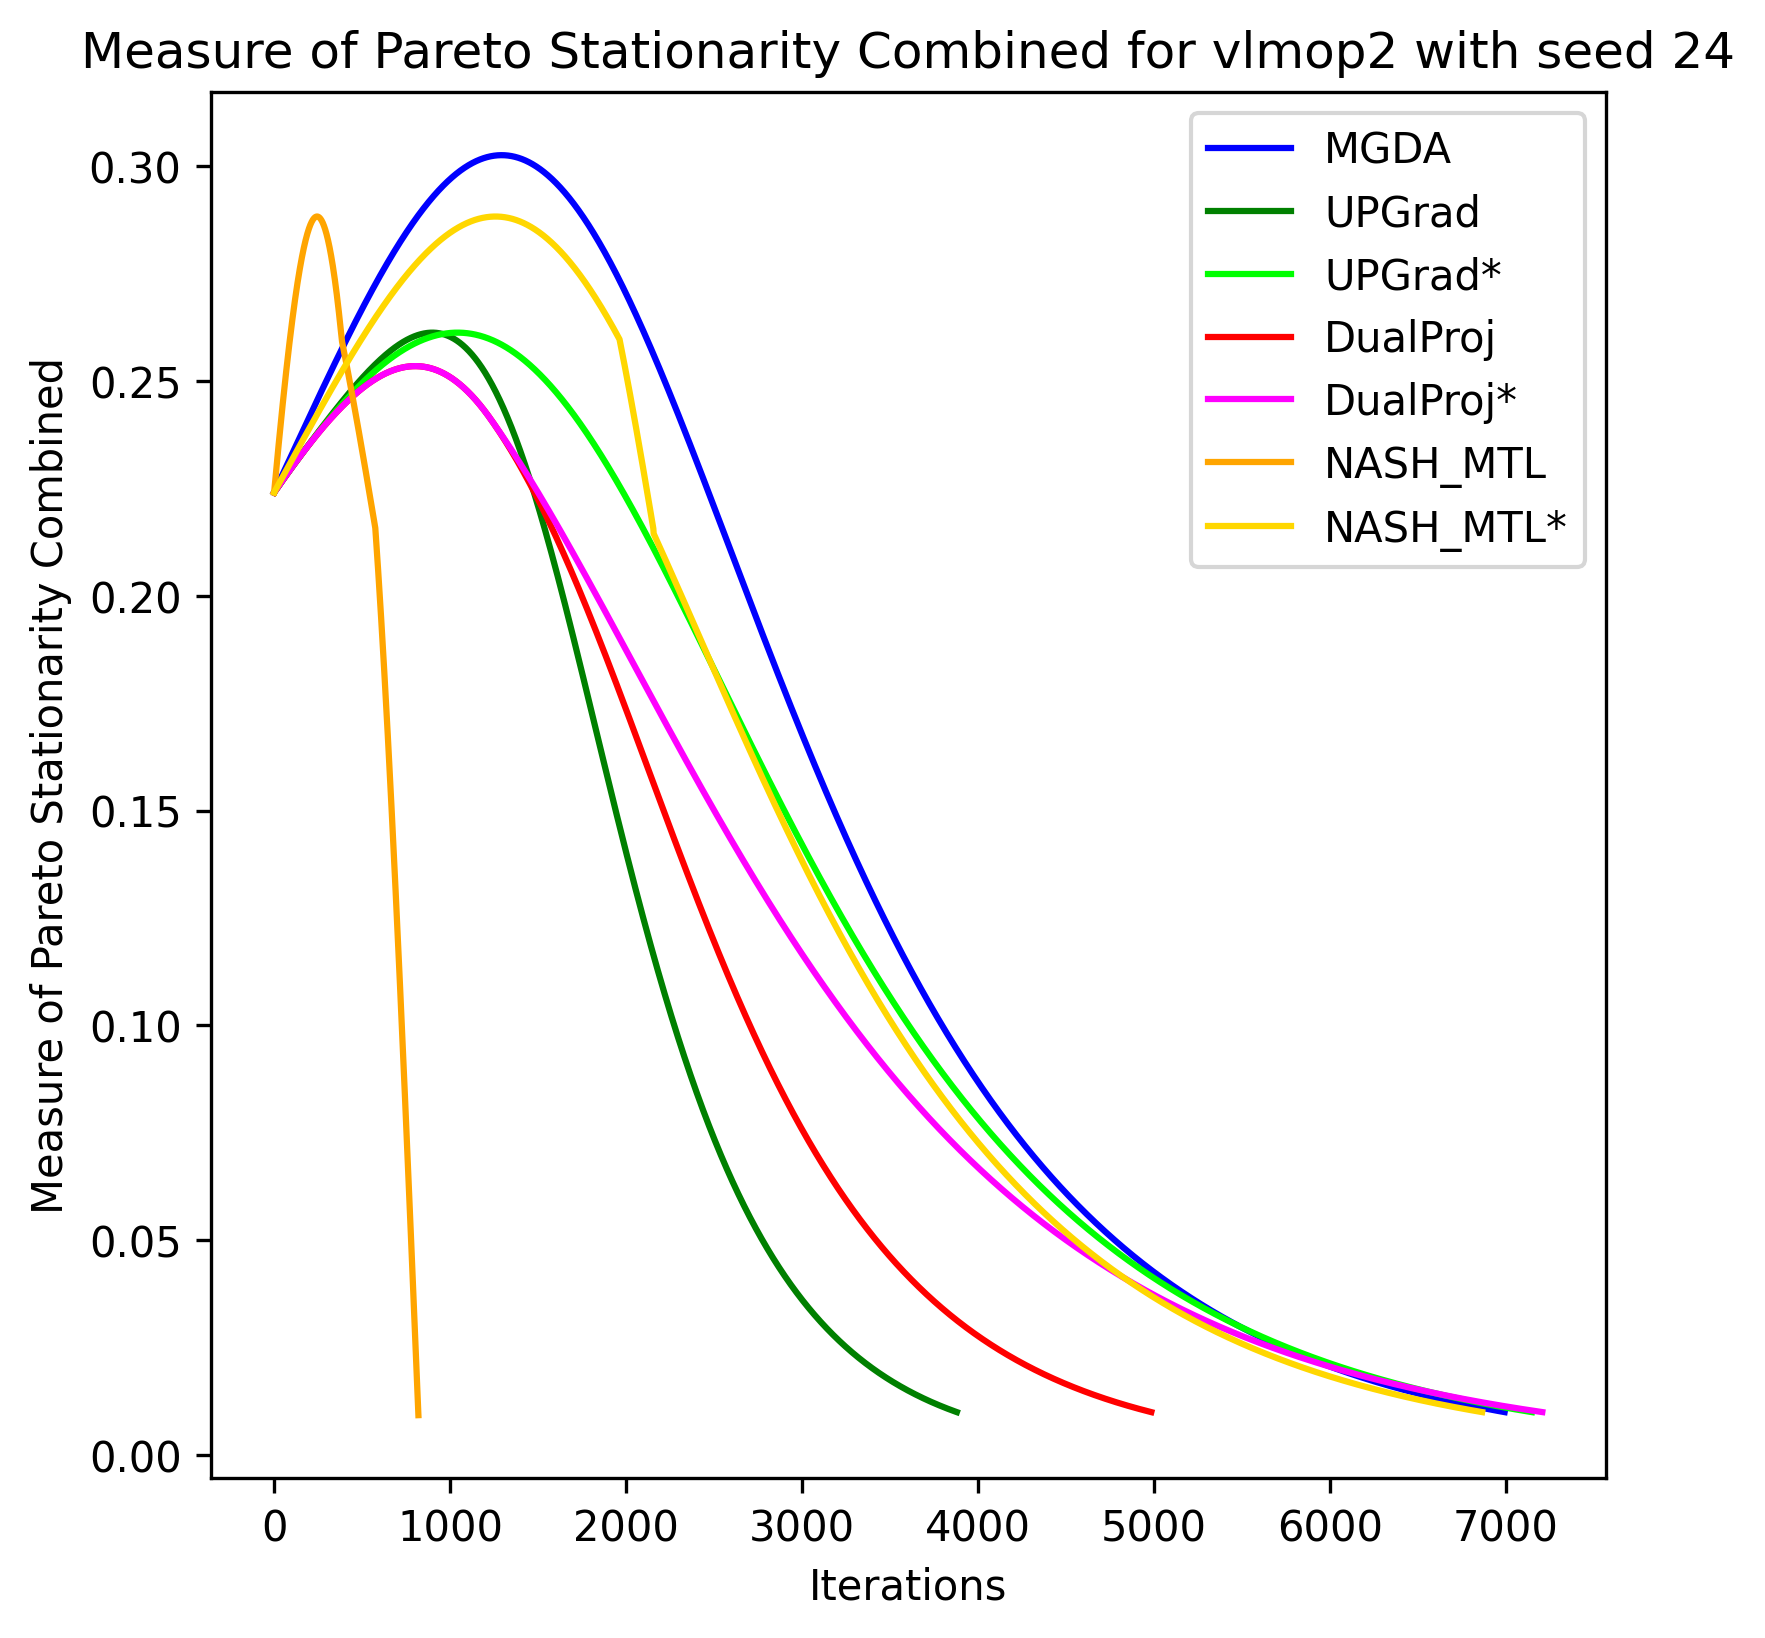 Measure of Pareto Stationarity Combined for vlmop2 with seed 24
MGDA
UPGrad
UPGrad*
DualProj
DualProj*
NASH_MTL
NASH_MTL*
Measure of Pareto Stationarity Combined
0.30
0.25
0.20
0.15
0.10
0.05
0.00
0 1000 2000 3000 4000 5000 6000 7000
Iterations